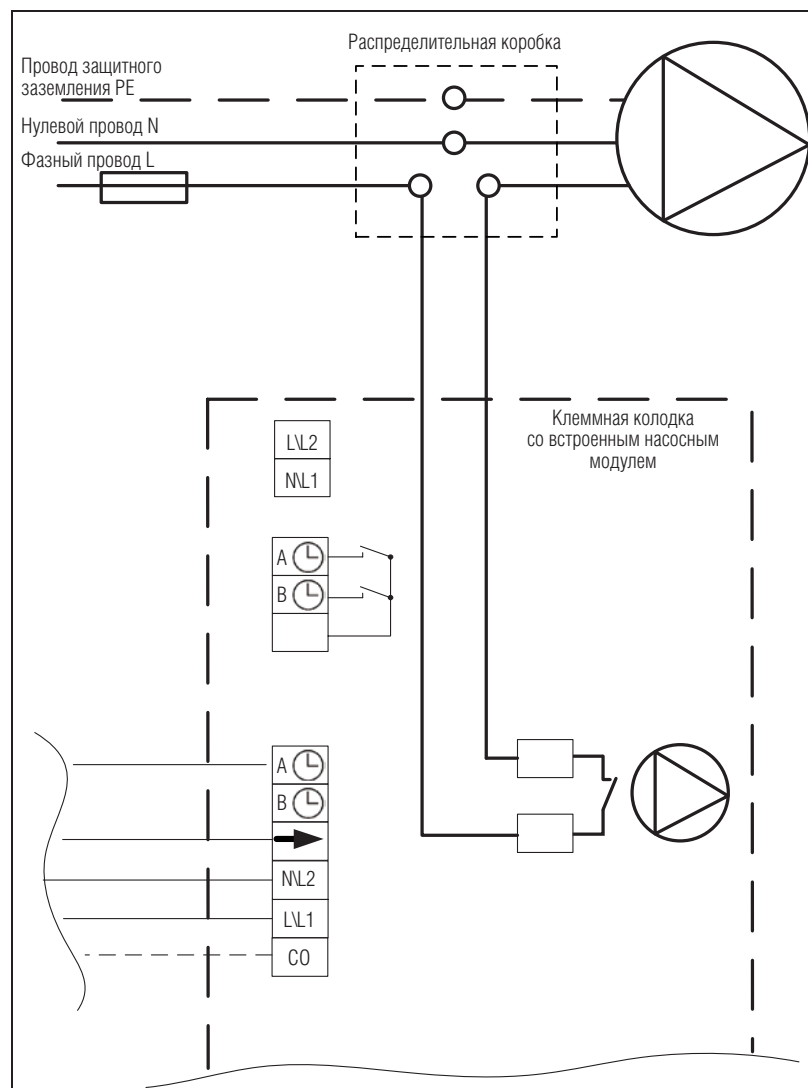 Распределительная коробка
Провод защитного
заземления PE
Нулевой провод N
Фазный провод L
Клеммная колодка
со встроенным насосным
модулем
L\L2
N\L1
A
B
A
B
N\L2
L\L1
CO